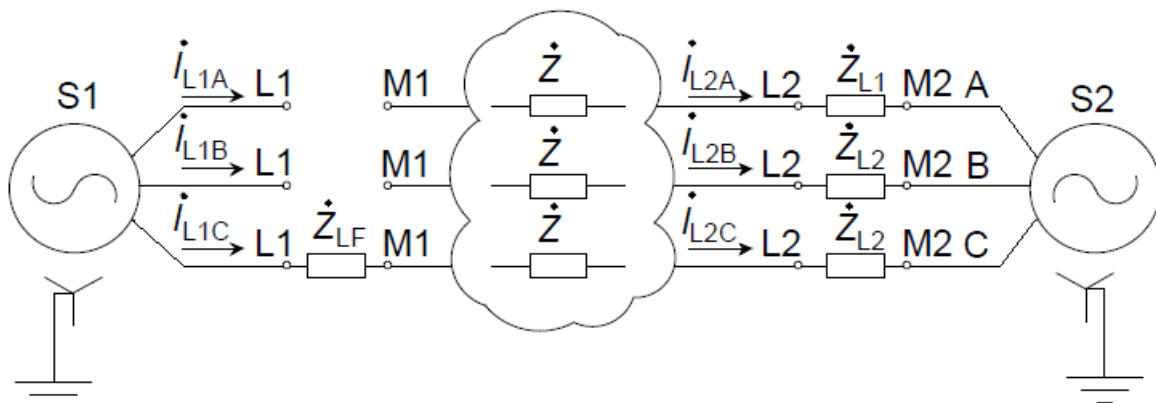 S1
İL1A
L1
M1
Ż
İL2A
L2
ŻL1
M2
A
S2
İL1B
L1
M1
Ż
İL2B
L2
ŻL2
M2
B
İL1C
L1
ŻLF
M1
Ż
İL2C
L2
ŻL2
M2
C